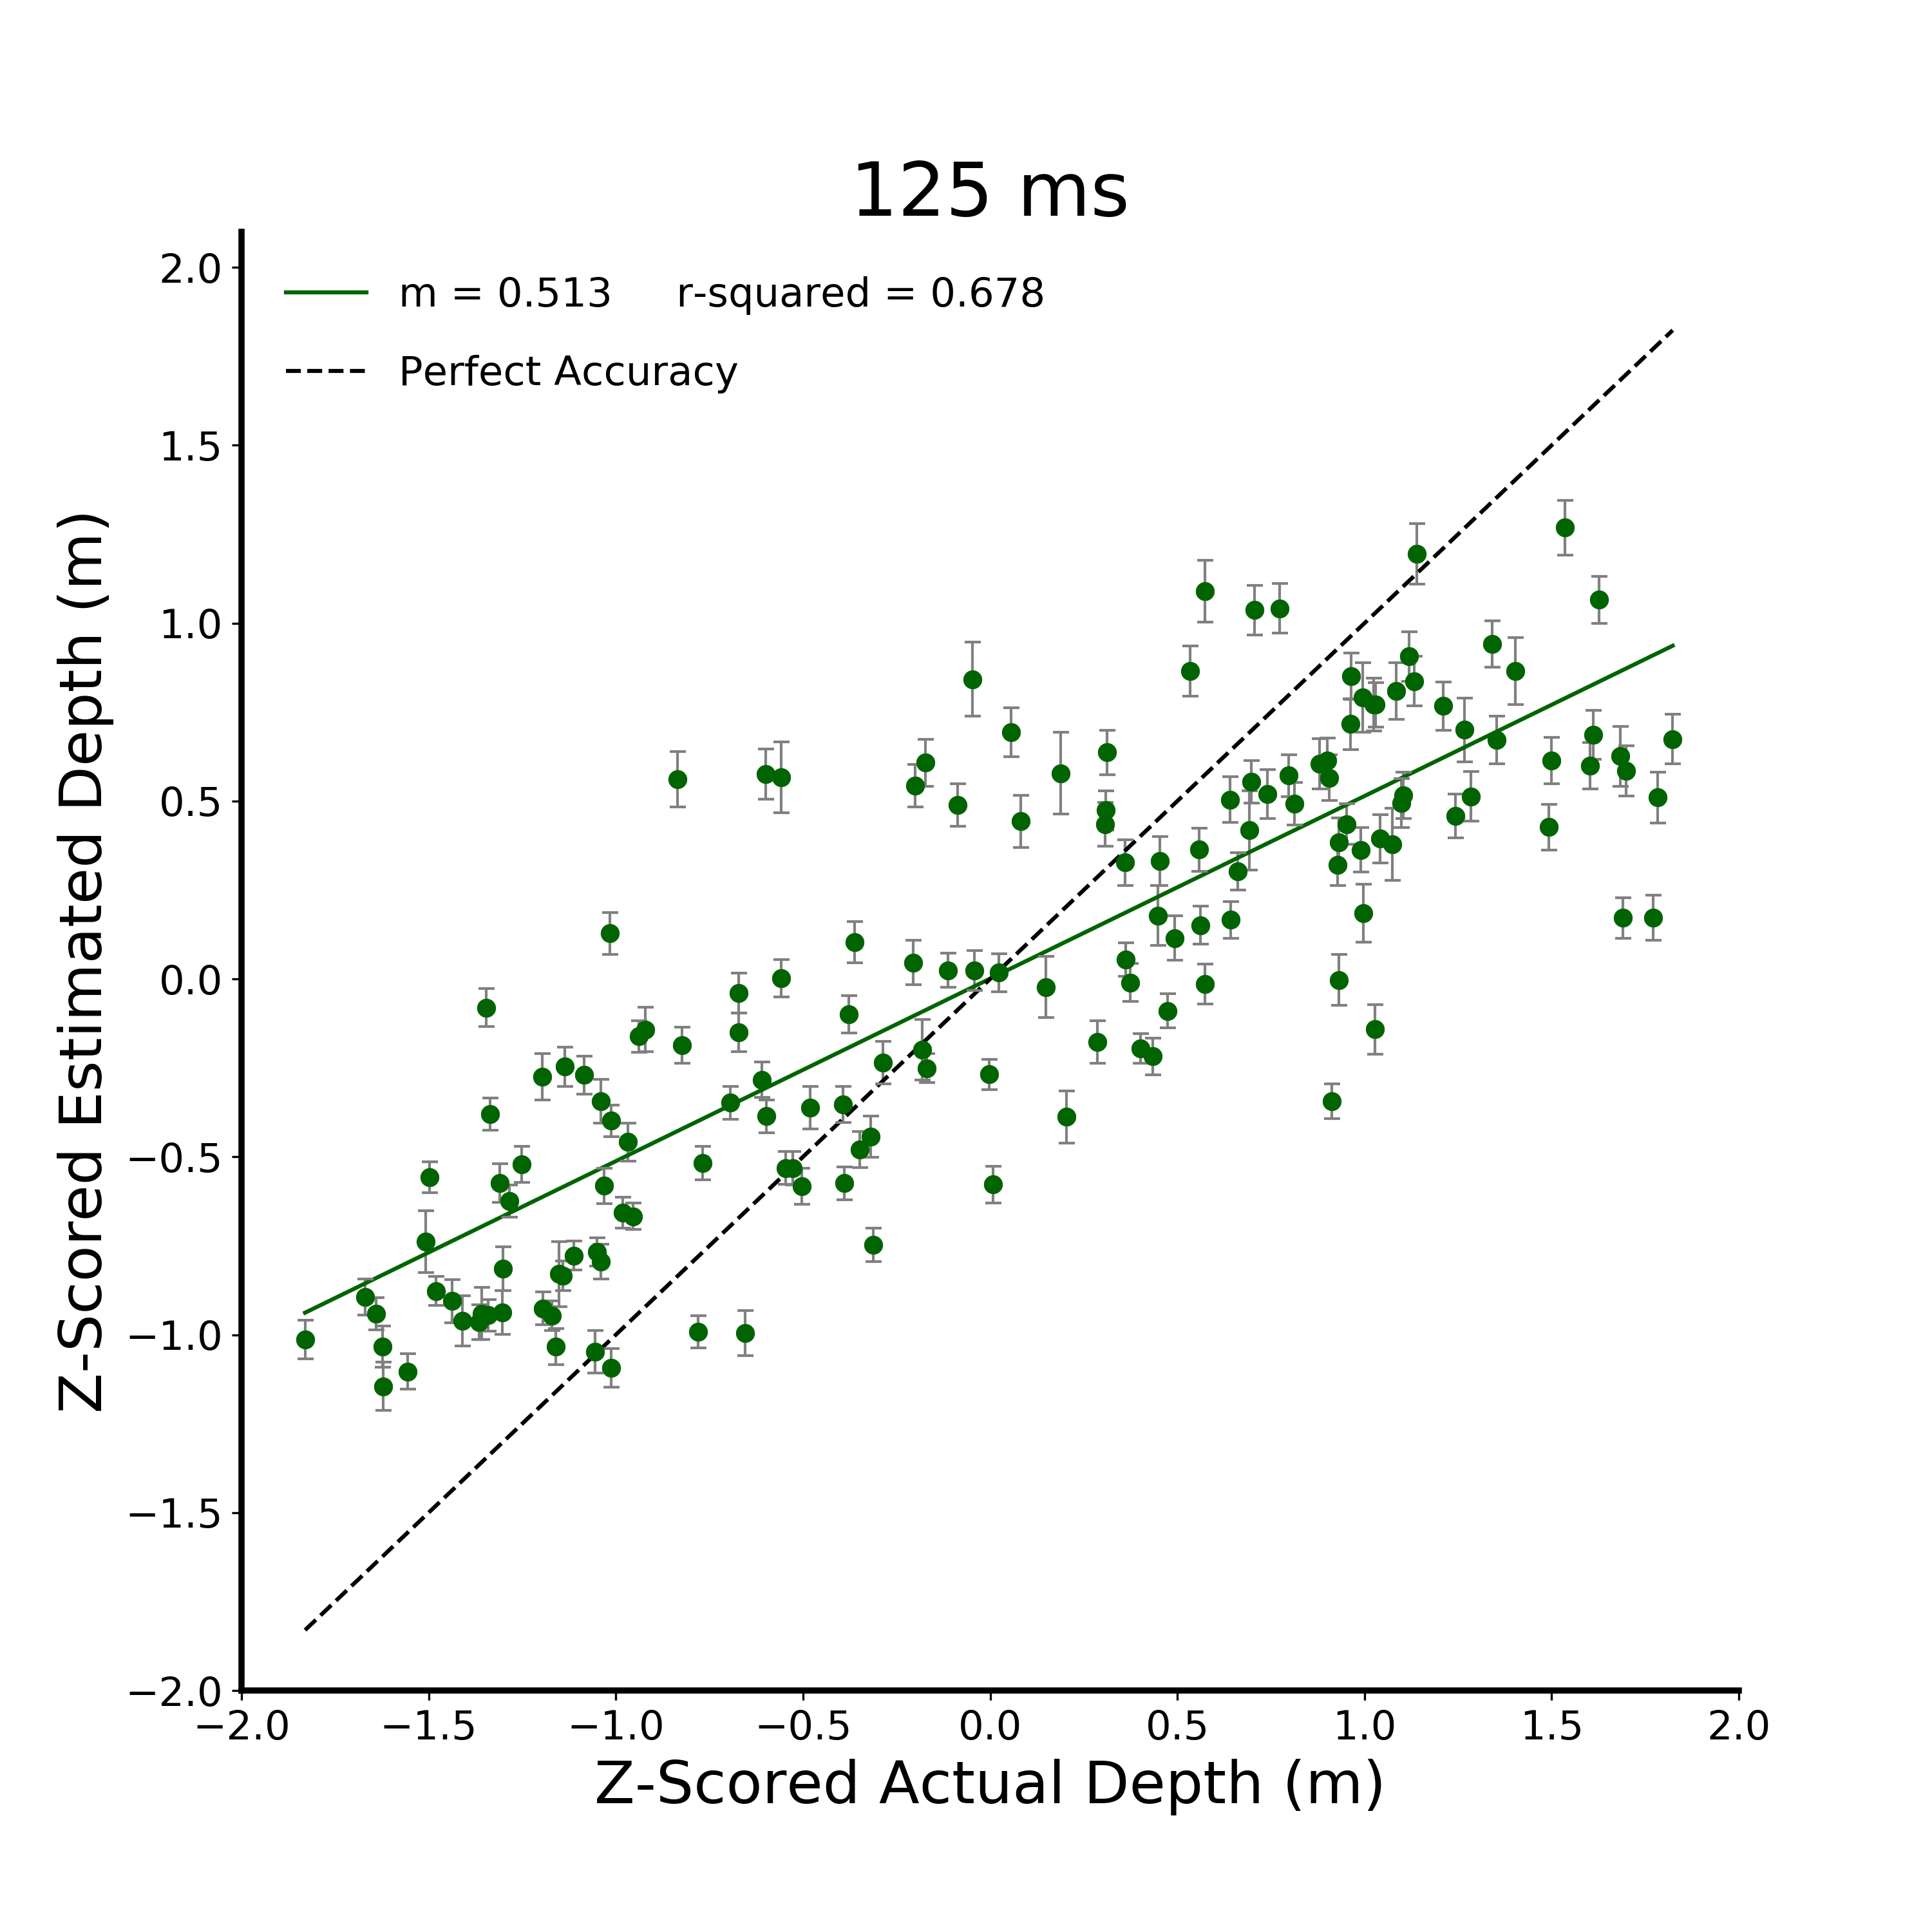 125 ms
m = 0.513 r-squared = 0.678
Perfect Accuracy
Z-Scored Estimated Depth (m)
2.0
1.5
1.0
0.5
0.0
−0.5
−1.0
−1.5
−2.0
−2.0 −1.5 −1.0 −0.5 0.0 0.5 1.0 1.5 2.0
Z-Scored Actual Depth (m)